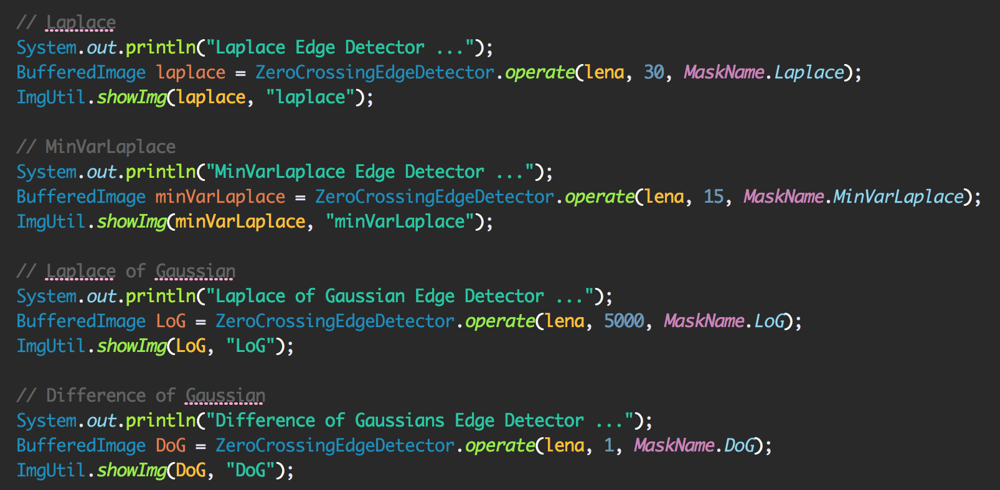 // Laplace
System.out.println("Laplace Edge Detector ...");
BufferedImage laplace = ZeroCrossingEdgeDetector.operate(lena, 30, MaskName.Laplace);
ImgUtil.showImg(laplace, "laplace");
// MinVarLaplace
System.out.println("MinVarLaplace Edge Detector ...");
BufferedImage minVarLaplace = ZeroCrossingEdgeDetector.operate(lena, 15, MaskName.MinVarLaplace);
ImgUtil.showImg(minVarLaplace, "minVarLaplace");
// Laplace of Gaussian
System.out.println("Laplace of Gaussian Edge Detector ...");
BufferedImage LoG = ZeroCrossingEdgeDetector.operate(lena, 5000, MaskName.LoG);
ImgUtil.showImg(LoG, "LoG");
// Difference of Gaussian
System.out.println("Difference of Gaussians Edge Detector ...");
BufferedImage DoG = ZeroCrossingEdgeDetector.operate(lena, 1, MaskName.DoG);
ImgUtil.showImg(DoG, "DoG");